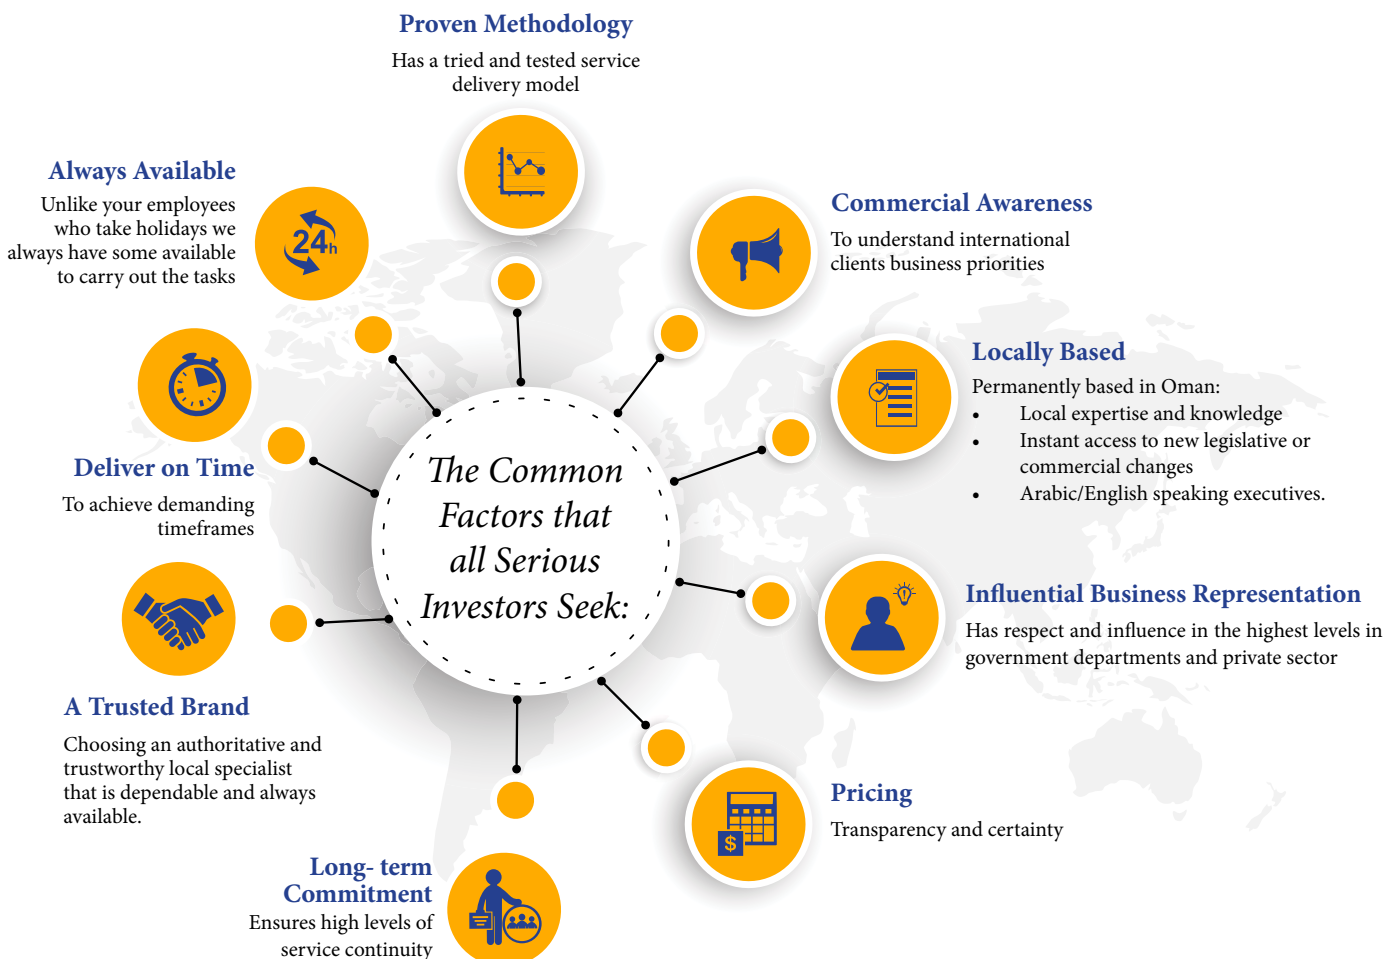 Proven Methodology
Has a tried and tested service
delivery model
Always Available
Unlike your employees
who take holidays we
always have some available
to carry out the tasks
24h
Commercial Awareness
To understand international
clients business priorities
Locally Based
Permanently based in Oman:
• Local expertise and knowledge
• Instant access to new legislative or
commercial changes
• Arabic/English speaking executives.
Deliver on Time
To achieve demanding
timeframes
The Common
Factors that
all Serious
Investors Seek:
Influential Business Representation
Has respect and influence in the highest levels in
government departments and private sector
A Trusted Brand
Choosing an authoritative and
trustworthy local specialist
that is dependable and always
available.
Pricing
Transparency and certainty
$
Long- term
Commitment
Ensures high levels of
service continuity